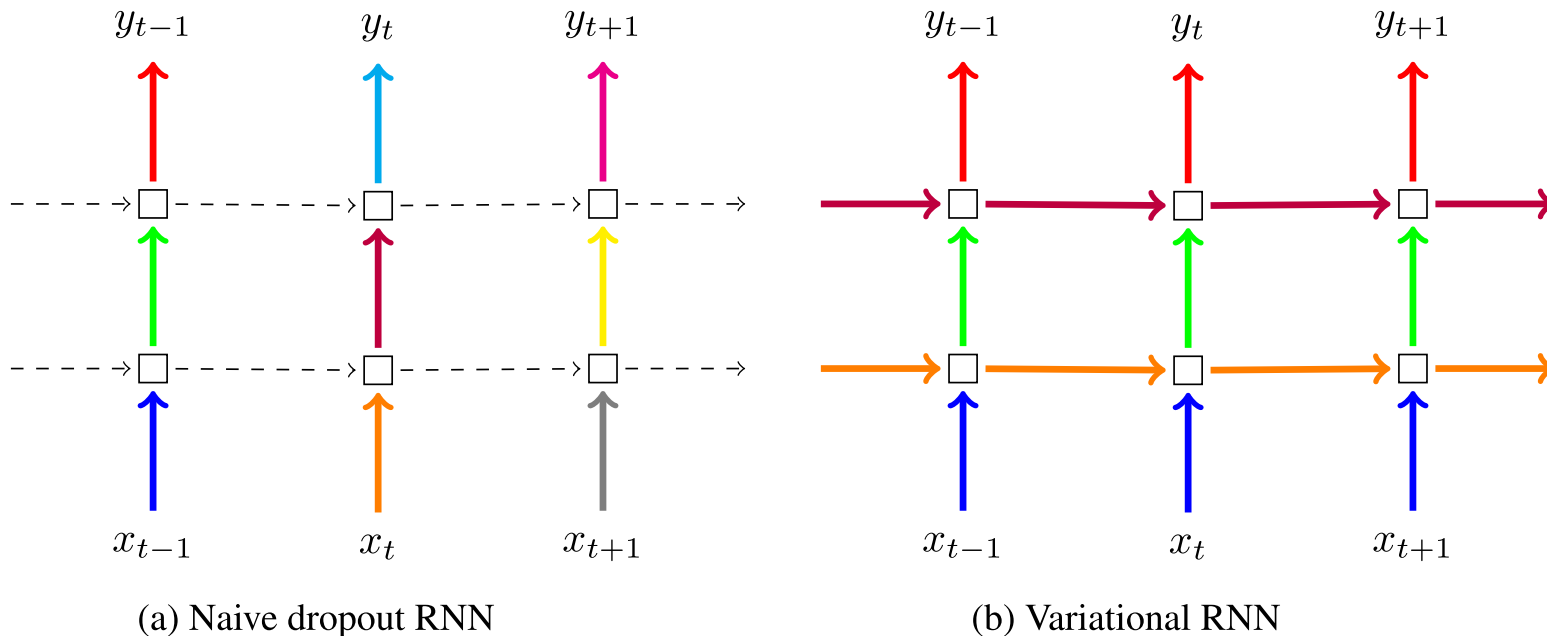 y_{t−1} y_t y_{t+1} y_{t−1} y_t y_{t+1}
x_{t−1} x_t x_{t+1} x_{t−1} x_t x_{t+1}
(a) Naive dropout RNN (b) Variational RNN